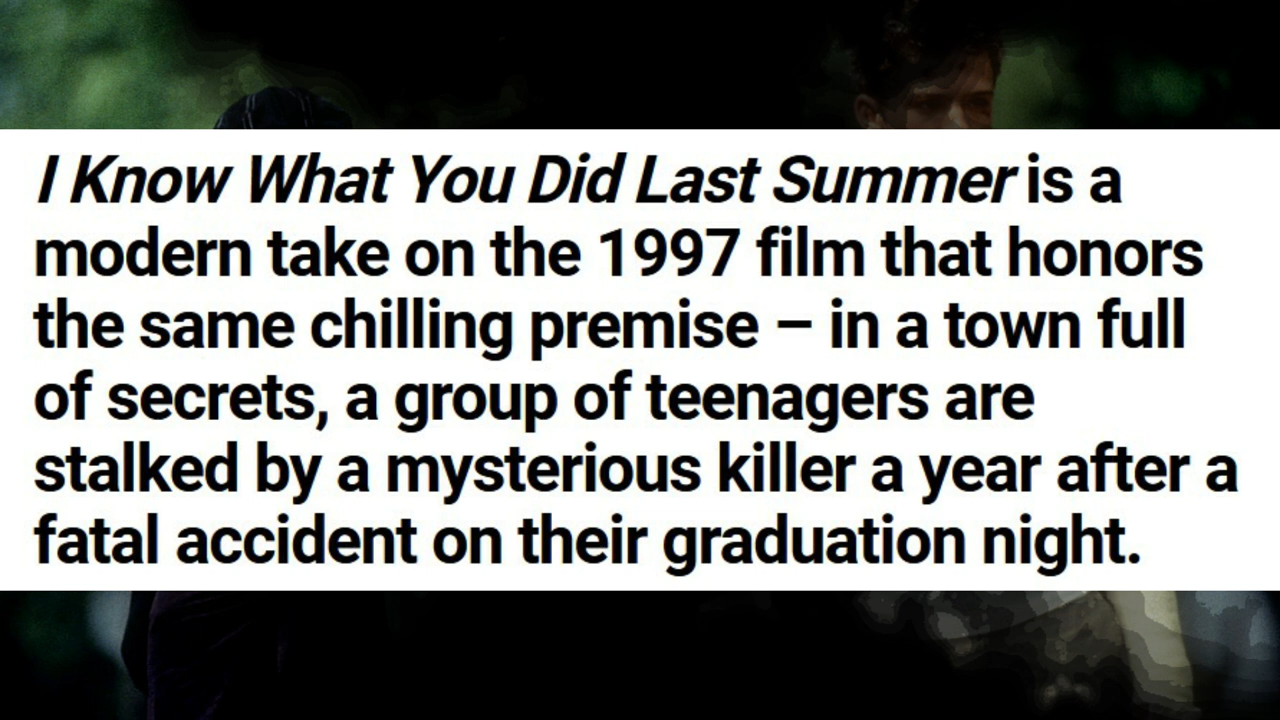 I Know What You Did Last Summer is a
modern take on the 1997 film that honors
the same chilling premise – in a town full
of secrets, a group of teenagers are
stalked by a mysterious killer a year after a
fatal accident on their graduation night.